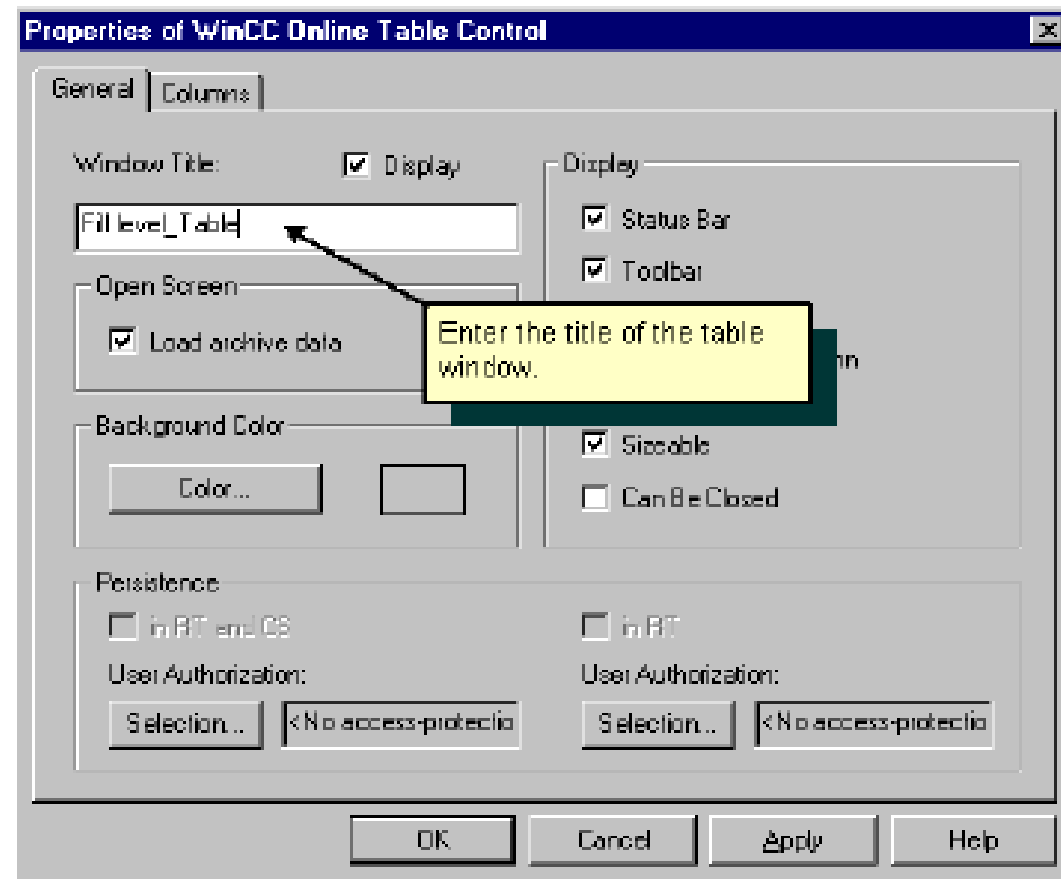 Properties of WinCC Online Table Control
General Columns
Window Title: Display
Fill level_Table
Open Screen
Load archive data
Background Color
Color...
Display
Status Bar
Toolbar
Enter the title of the table
window.
Sizeable
Can Be Closed
Persistence
in RT and CS
in RT
User Authorization:
User Authorization:
Selection...
<No access-protectio
Selection...
<No access-protectio
OK Cancel Apply Help